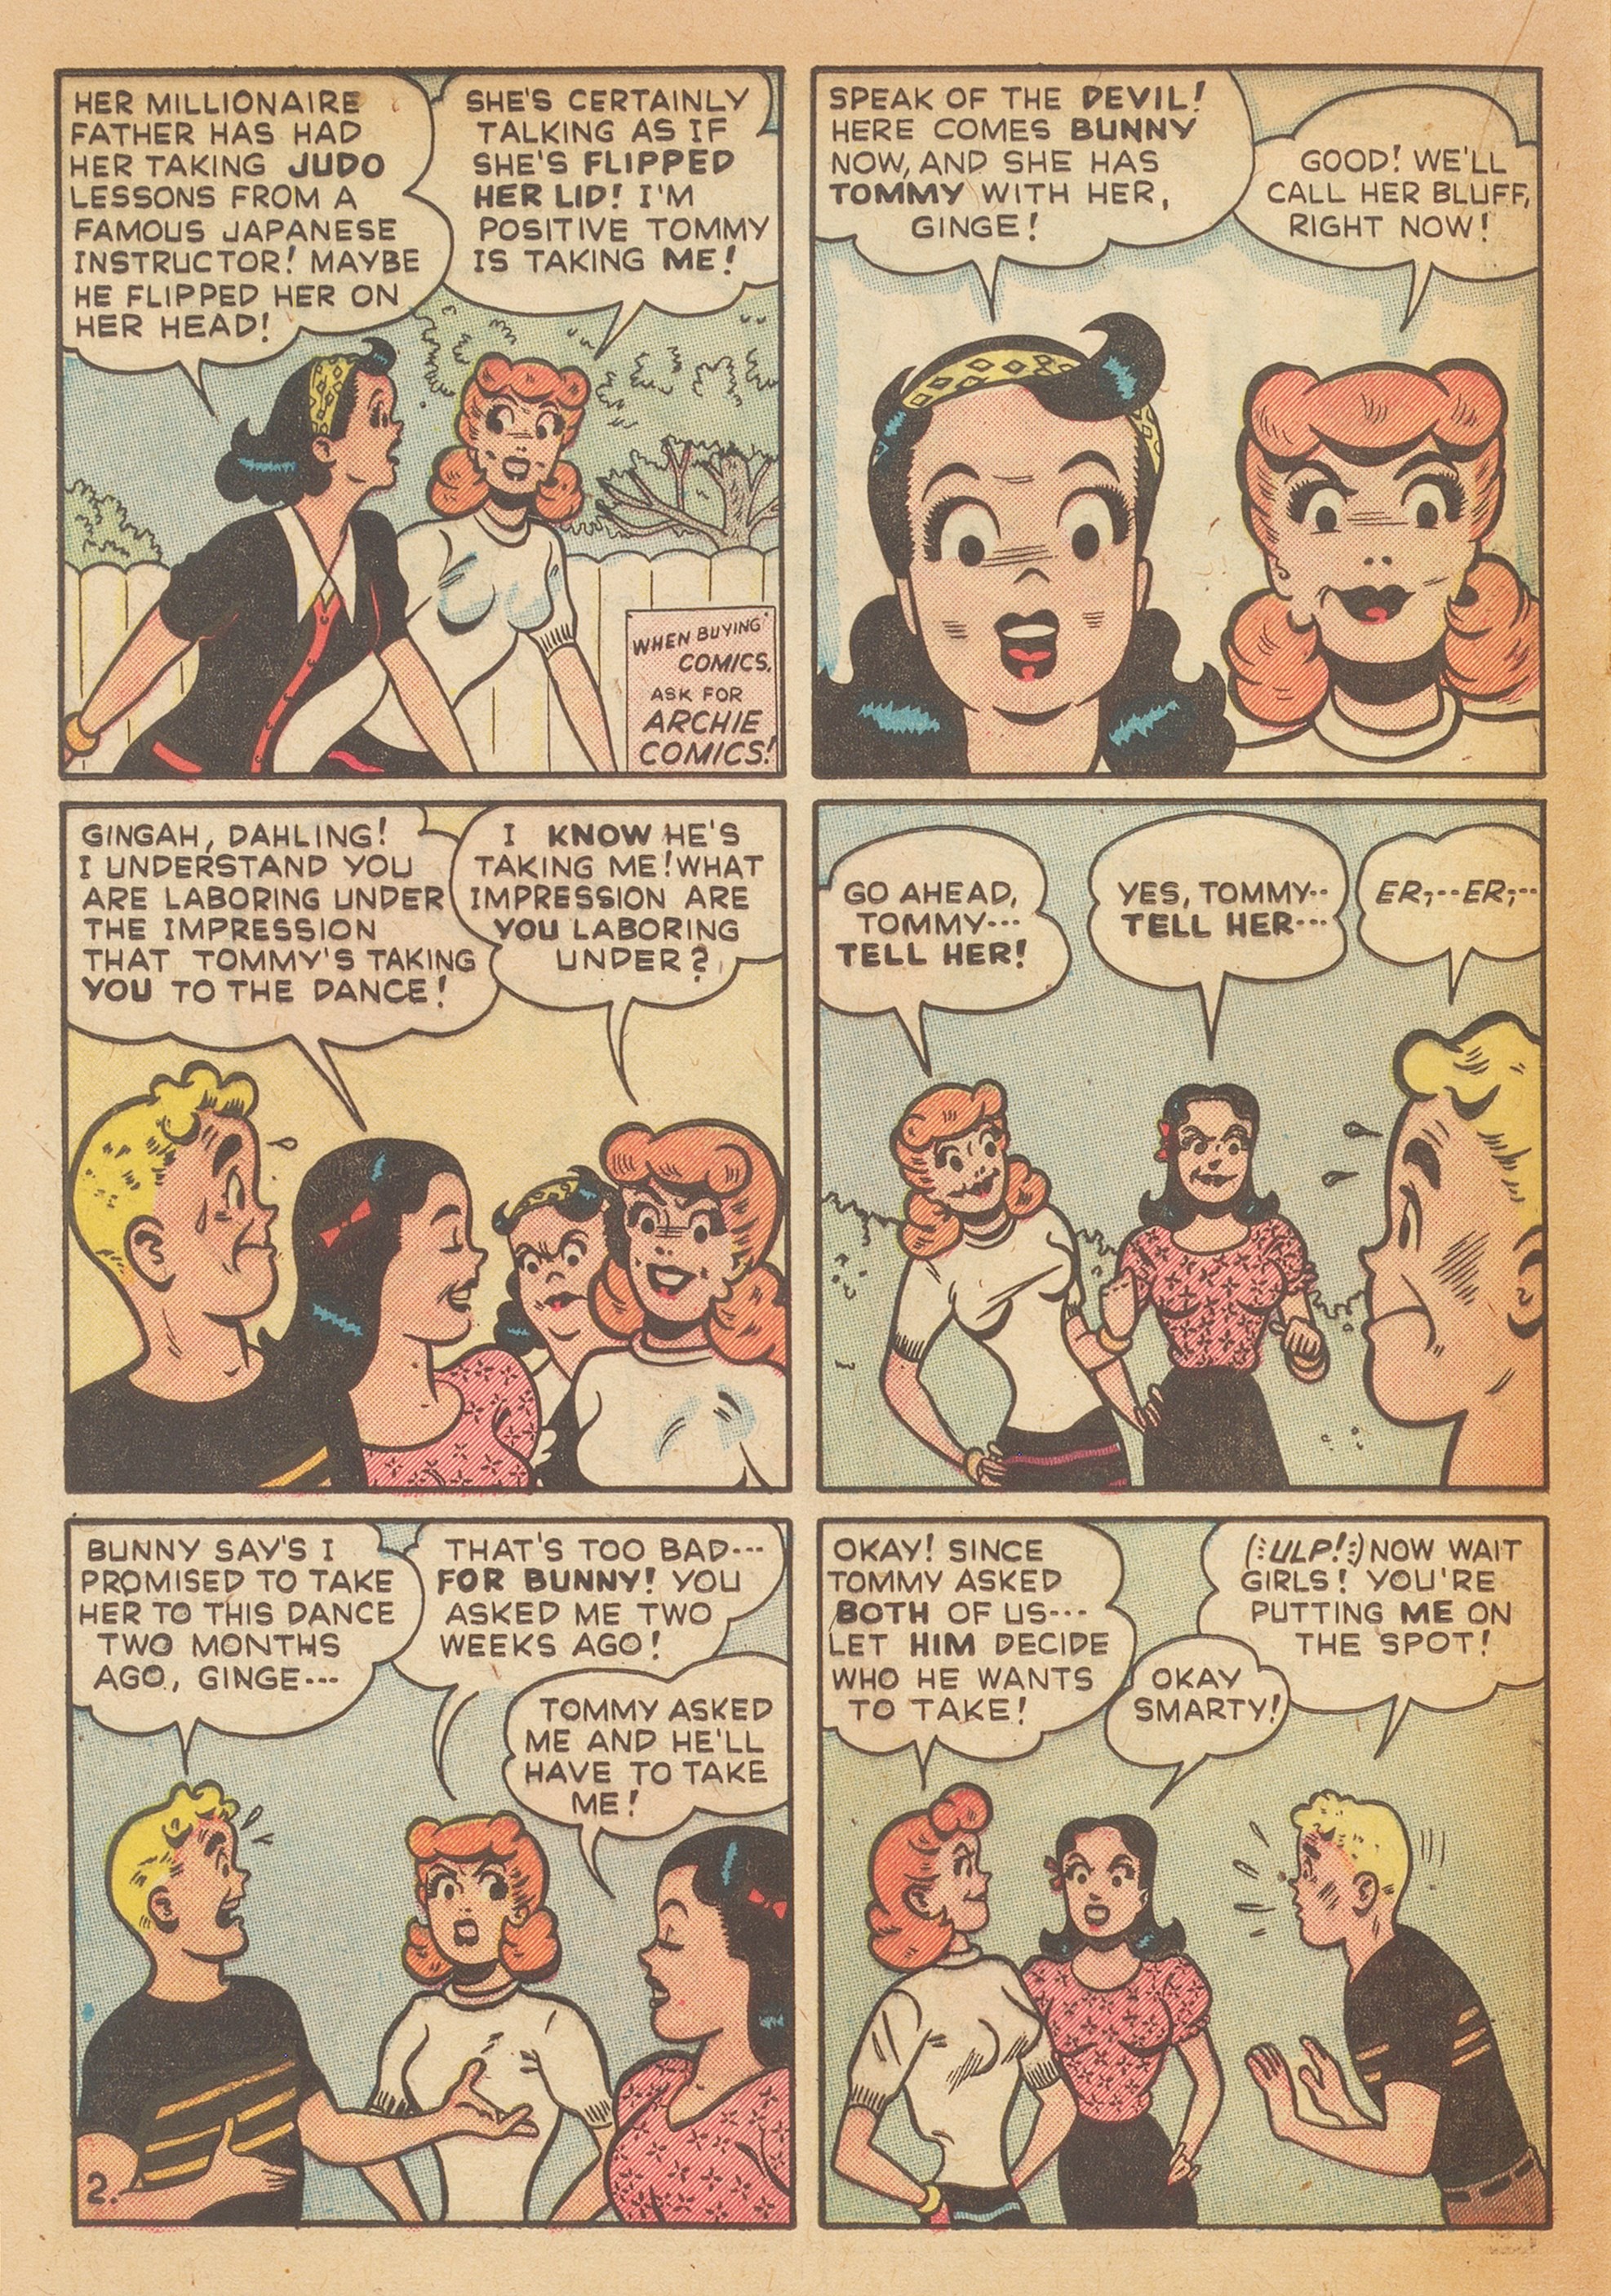 HER MILLIONAIRE
FATHER HAS HAD
HER TAKING JUDO
LESSONS FROM A
FAMOUS JAPANESE
INSTRUCTOR! MAYBE
HE FLIPPED HER ON
HER HEAD!
SHE'S CERTAINLY
TALKING AS IF
SHE'S FLIPPED
HER LID! I'M
POSITIVE TOMMY
IS TAKING ME!
WHEN BUYING
COMICS,
ASK FOR
ARCHIE
COMICS!
SPEAK OF THE DEVIL!
HERE COMES BUNNY
NOW, AND SHE HAS
TOMMY WITH HER,
GINGE!
GOOD! WE'LL
CALL HER BLUFF,
RIGHT NOW!
GINGAH, DAHLING!
I UNDERSTAND YOU
ARE LABORING UNDER
THE IMPRESSION
THAT TOMMY'S TAKING
YOU TO THE DANCE!
I KNOW HE'S
TAKING ME! WHAT
IMPRESSION ARE
YOU LABORING
UNDER?
GO AHEAD,
TOMMY---
TELL HER!
YES, TOMMY--
TELL HER---
ER;--ER;--
BUNNY SAY'S I
PROMISED TO TAKE
HER TO THIS DANCE
TWO MONTHS
AGO, GINGE---
THAT'S TOO BAD---
FOR BUNNY! YOU
ASKED ME TWO
WEEKS AGO!
TOMMY ASKED
ME AND HE'LL
HAVE TO TAKE
ME!
2.
OKAY! SINCE
TOMMY ASKED
BOTH OF US---
LET HIM DECIDE
WHO HE WANTS
TO TAKE!
OKAY
SMARTY!
(:ULP!:) NOW WAIT
GIRLS! YOU'RE
PUTTING ME ON
THE SPOT!